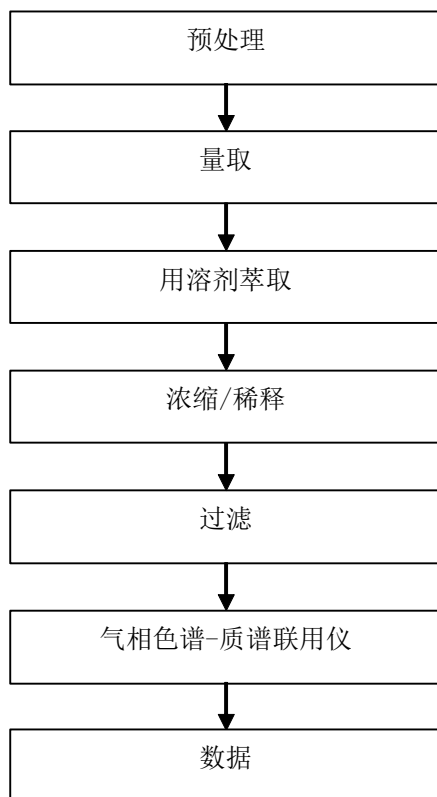 预处理
量取
用溶剂萃取
浓缩/稀释
过滤
气相色谱-质谱联用仪
数据